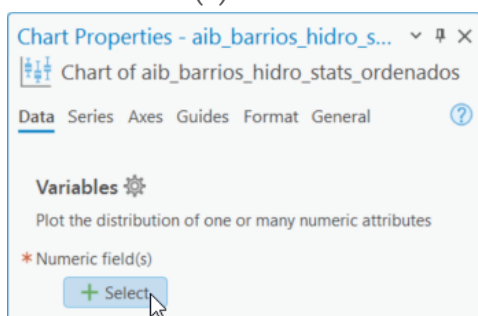 Chart Properties - aib_barrios_hidro_s...
Chart of aib_barrios_hidro_stats_ordenados
Data Series Axes Guides Format General
Variables
Plot the distribution of one or many numeric attributes
* Numeric field(s)
+ Select